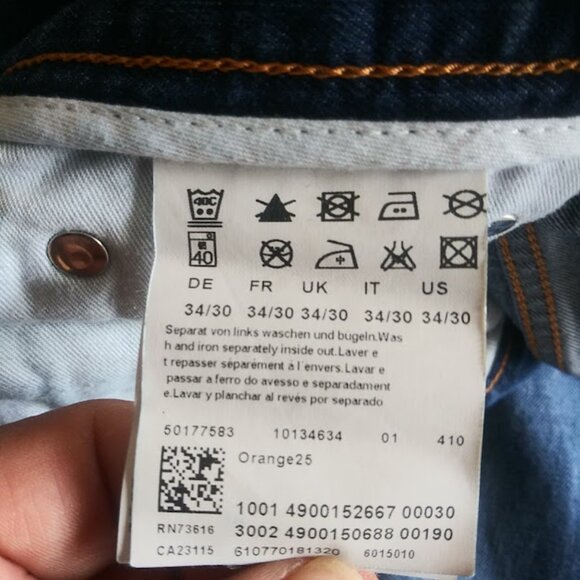 40C
40
中
DE FR UK IT US
34/30 34/30 34/30 34/30 34/30
Separat von links waschen und bugeln.Was
h and iron separately inside out.Laver e
t repasser séparément à l'envers.Lavar e
passar a ferro do avesso e separadament
e.Lavar y planchar al revés por separado.
50177583 10134634 01 410
Orange25
1001 4900152667 00030
RN73616 3002 4900150688 00190
CA23115 610770181320 6015010